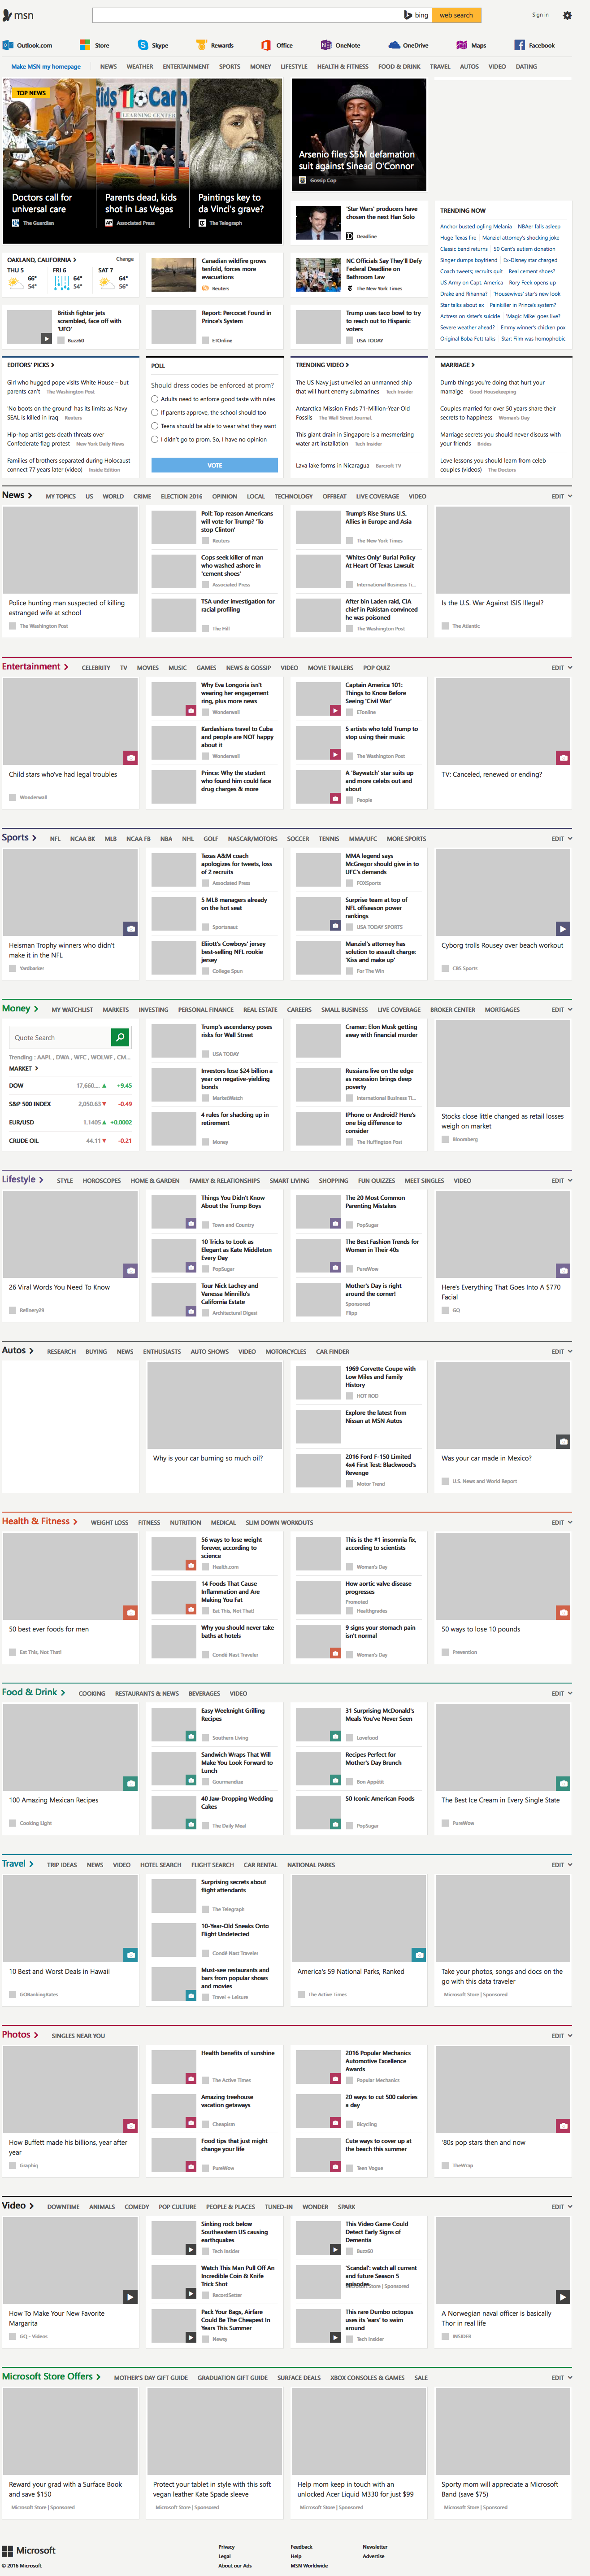 msn
bing
web search
Sign in
Outlook.com
Store
Skype
Rewards
Office
OneNote
OneDrive
Maps
Facebook
Make MSN my homepage
NEWS WEATHER ENTERTAINMENT SPORTS MONEY LIFESTYLE HEALTH & FITNESS FOOD & DRINK TRAVEL AUTOS VIDEO DATING
TOP NEWS
Doctors call for
universal care
The Guardian
Kids 1st Care
LEARNING CENTER
Parents dead, kids
shot in Las Vegas
Associated Press
Paintings key to
da Vinci's grave?
The Telegraph
Arsenio files $5M defamation
suit against Sinead O'Connor
Gossip Cop
'Star Wars' producers have
chosen the next Han Solo
Deadline
TRENDING NOW
Anchor busted ogling Melania NBAer falls asleep
Huge Texas fire Manziel attorney's shocking joke
Classic band returns 50 Cent's autism donation
Singer dumps boyfriend Ex-Disney star charged
Coach tweets; recruits quit Real cement shoes?
US Army on Capt. America Rory Feek opens up
Drake and Rihanna? 'Housewives' star's new look
Star talks about ex Painkiller in Prince's system?
Actress on sister's suicide 'Magic Mike' goes live?
Severe weather ahead? Emmy winner's chicken pox
Original Boba Fett talks Star: Film was homophobic
OAKLAND, CALIFORNIA
Change
THU 5 FRI 6 SAT 7
66° 64° 64°
54° 54° 56°
Canadian wildfire grows
tenfold, forces more
evacuations
Reuters
NC Officials Say They'll Defy
Federal Deadline on
Bathroom Law
The New York Times
British fighter jets
scrambled, face off with
'UFO'
Buzz60
Report: Percocet Found in
Prince's System
ETOnline
Trump uses taco bowl to try
to reach out to Hispanic
voters
USA TODAY
EDITORS' PICKS
Girl who hugged pope visits White House – but
parents can't The Washington Post
'No boots on the ground' has its limits as Navy
SEAL is killed in Iraq Reuters
Hip-hop artist gets death threats over
Confederate flag protest New York Daily News
Families of brothers separated during Holocaust
connect 77 years later (video) Inside Edition
POLL
Should dress codes be enforced at prom?
Adults need to enforce good taste with rules
If parents approve, the school should too
Teens should be able to wear what they want
I didn't go to prom. So, I have no opinion
VOTE
TRENDING VIDEO
The US Navy just unveiled an unmanned ship
that will hunt enemy submarines Tech Insider
Antarctica Mission Finds 71-Million-Year-Old
Fossils The Wall Street Journal.
This giant drain in Singapore is a mesmerizing
water art installation Tech Insider
Lava lake forms in Nicaragua Barcroft TV
MARRIAGE
Dumb things you're doing that hurt your
marraige Good Housekeeping
Couples married for over 50 years share their
secrets to happiness Woman's Day
Marriage secrets you should never discuss with
your friends Brides
Love lessons you should learn from celeb
couples (videos) The Doctors
News
MY TOPICS US WORLD CRIME ELECTION 2016 OPINION LOCAL TECHNOLOGY OFFBEAT LIVE COVERAGE VIDEO EDIT
Police hunting man suspected of killing
estranged wife at school
The Washington Post
Poll: Top reason Americans
will vote for Trump? 'To
stop Clinton'
Reuters
Cops seek killer of man
who washed ashore in
'cement shoes'
Associated Press
TSA under investigation for
racial profiling
The Hill
Trump's Rise Stuns U.S.
Allies in Europe and Asia
The New York Times
'Whites Only' Burial Policy
At Heart Of Texas Lawsuit
International Business Ti...
After bin Laden raid, CIA
chief in Pakistan convinced
he was poisoned
The Washington Post
Is the U.S. War Against ISIS Illegal?
The Atlantic
Entertainment
CELEBRITY TV MOVIES MUSIC GAMES NEWS & GOSSIP VIDEO MOVIE TRAILERS POP QUIZ EDIT
Child stars who've had legal troubles
Wonderwall
Why Eva Longoria isn't
wearing her engagement
ring, plus more news
Wonderwall
Kardashians travel to Cuba
and people are NOT happy
about it
Wonderwall
Prince: Why the student
who found him could face
drug charges & more
Captain America 101:
Things to Know Before
Seeing 'Civil War'
ETonline
5 artists who told Trump to
stop using their music
The Washington Post
A 'Baywatch' star suits up
and more celebs out and
about
People
TV: Canceled, renewed or ending?
Sports
NFL NCAA BK MLB NCAA FB NBA NHL GOLF NASCAR/MOTORS SOCCER TENNIS MMA/UFC MORE SPORTS EDIT
Heisman Trophy winners who didn't
make it in the NFL
Yardbarker
Texas A&M coach
apologizes for tweets, loss
of 2 recruits
Associated Press
5 MLB managers already
on the hot seat
Sportsnaut
Elliott's Cowboys' jersey
best-selling NFL rookie
jersey
College Spun
MMA legend says
McGregor should give in to
UFC's demands
FOXSports
Surprise team at top of
NFL offseason power
rankings
USA TODAY SPORTS
Manziel's attorney has
solution to assault charge:
'Kiss and make up'
For The Win
Cyborg trolls Rousey over beach workout
CBS Sports
Money
MY WATCHLIST MARKETS INVESTING PERSONAL FINANCE REAL ESTATE CAREERS SMALL BUSINESS LIVE COVERAGE BROKER CENTER MORTGAGES EDIT
Quote Search
Trending : AAPL , DWA , WFC , WOLWF , CM...
MARKET
DOW 17,660.... ▲ +9.45
S&P 500 INDEX 2,050.63 ▼ -0.49
EUR/USD 1.1405 ▲ +0.0002
CRUDE OIL 44.11 ▼ -0.21
Trump's ascendancy poses
risks for Wall Street
USA TODAY
Investors lose $24 billion a
year on negative-yielding
bonds
MarketWatch
4 rules for shacking up in
retirement
Money
Cramer: Elon Musk getting
away with financial murder
Russians live on the edge
as recession brings deep
poverty
International Business Ti...
IPhone or Android? Here's
one big difference to
consider
The Huffington Post
Stocks close little changed as retail losses
weigh on market
Bloomberg
Lifestyle
STYLE HOROSCOPES HOME & GARDEN FAMILY & RELATIONSHIPS SMART LIVING SHOPPING FUN QUIZZES MEET SINGLES VIDEO EDIT
26 Viral Words You Need To Know
Refinery29
Things You Didn't Know
About the Trump Boys
Town and Country
10 Tricks to Look as
Elegant as Kate Middleton
Every Day
PopSugar
Tour Nick Lachey and
Vanessa Minnillo's
California Estate
Architectural Digest
The 20 Most Common
Parenting Mistakes
PopSugar
The Best Fashion Trends for
Women in Their 40s
PureWow
Mother's Day is right
around the corner!
Sponsored
Flipp
Here's Everything That Goes Into A $770
Facial
GQ
Autos
RESEARCH BUYING NEWS ENTHUSIASTS AUTO SHOWS VIDEO MOTORCYCLES CAR FINDER EDIT
Why is your car burning so much oil?
1969 Corvette Coupe with
Low Miles and Family
History
HOT ROD
Explore the latest from
Nissan at MSN Autos
2016 Ford F-150 Limited
4x4 First Test: Blackwood's
Revenge
Motor Trend
Was your car made in Mexico?
U.S. News and World Report
Health & Fitness
WEIGHT LOSS FITNESS NUTRITION MEDICAL SLIM DOWN WORKOUTS EDIT
50 best ever foods for men
Eat This, Not That!
56 ways to lose weight
forever, according to
science
Health.com
14 Foods That Cause
Inflammation and Are
Making You Fat
Eat This, Not That!
Why you should never take
baths at hotels
Condé Nast Traveler
This is the #1 insomnia fix,
according to scientists
Woman's Day
How aortic valve disease
progresses
Promoted
Healthgrades
9 signs your stomach pain
isn't normal
Woman's Day
50 ways to lose 10 pounds
Prevention
Food & Drink
COOKING RESTAURANTS & NEWS BEVERAGES VIDEO EDIT
100 Amazing Mexican Recipes
Cooking Light
Easy Weeknight Grilling
Recipes
Southern Living
Sandwich Wraps That Will
Make You Look Forward to
Lunch
Gourmandize
40 Jaw-Dropping Wedding
Cakes
The Daily Meal
31 Surprising McDonald's
Meals You've Never Seen
Lovefood
Recipes Perfect for
Mother's Day Brunch
Bon Appétit
50 Iconic American Foods
PopSugar
The Best Ice Cream in Every Single State
PureWow
Travel
TRIP IDEAS NEWS VIDEO HOTEL SEARCH FLIGHT SEARCH CAR RENTAL NATIONAL PARKS EDIT
10 Best and Worst Deals in Hawaii
GOBankingRates
Surprising secrets about
flight attendants
The Telegraph
10-Year-Old Sneaks Onto
Flight Undetected
Condé Nast Traveler
Must-see restaurants and
bars from popular shows
and movies
Travel + Leisure
America's 59 National Parks, Ranked
The Active Times
Take your photos, songs and docs on the
go with this data traveler
Microsoft Store | Sponsored
Photos
SINGLES NEAR YOU EDIT
How Buffett made his billions, year after
year
Graphiq
Health benefits of sunshine
The Active Times
Amazing treehouse
vacation getaways
Cheapism
Food tips that just might
change your life
PureWow
2016 Popular Mechanics
Automotive Excellence
Awards
Popular Mechanics
20 ways to cut 500 calories
a day
Bicycling
Cute ways to cover up at
the beach this summer
Teen Vogue
'80s pop stars then and now
TheWrap
Video
DOWNTIME ANIMALS COMEDY POP CULTURE PEOPLE & PLACES TUNED-IN WONDER SPARK EDIT
How To Make Your New Favorite
Margarita
GQ - Videos
Sinking rock below
Southeastern US causing
earthquakes
Tech Insider
Watch This Man Pull Off An
Incredible Coin & Knife
Trick Shot
RecordSetter
Pack Your Bags, Airfare
Could Be The Cheapest In
Years This Summer
Newsy
This Video Game Could
Detect Early Signs of
Dementia
Buzz60
'Scandal': watch all current
and future Season 5
episodes
Store | Sponsored
This rare Dumbo octopus
uses its 'ears' to swim
around
Tech Insider
A Norwegian naval officer is basically
Thor in real life
INSIDER
Microsoft Store Offers
MOTHER'S DAY GIFT GUIDE GRADUATION GIFT GUIDE SURFACE DEALS XBOX CONSOLES & GAMES SALE EDIT
Reward your grad with a Surface Book
and save $150
Microsoft Store | Sponsored
Protect your tablet in style with this soft
vegan leather Kate Spade sleeve
Microsoft Store | Sponsored
Help mom keep in touch with an
unlocked Acer Liquid M330 for just $99
Microsoft Store | Sponsored
Sporty mom will appreciate a Microsoft
Band (save $75)
Microsoft Store | Sponsored
Microsoft
© 2016 Microsoft
Privacy Feedback Newsletter
Legal Help Advertise
About our Ads MSN Worldwide